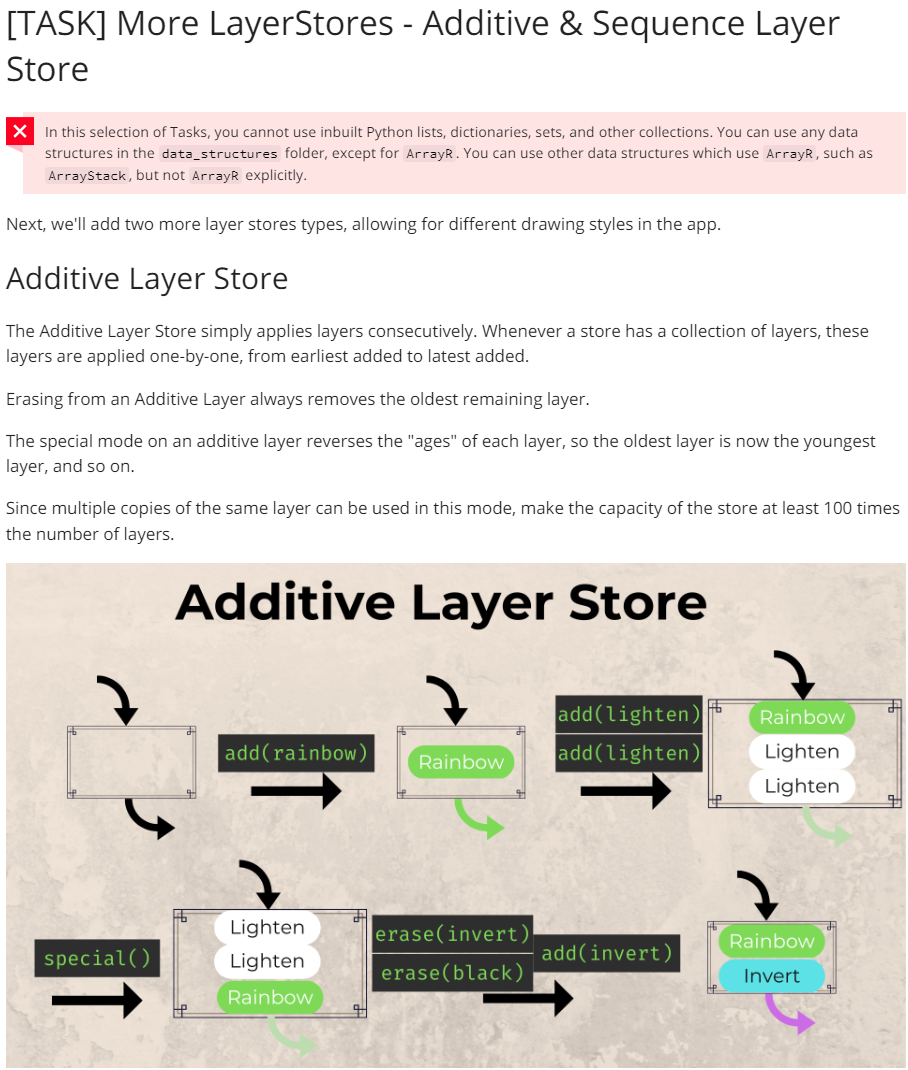 [TASK] More LayerStores - Additive & Sequence Layer
Store
In this selection of Tasks, you cannot use inbuilt Python lists, dictionaries, sets, and other collections. You can use any data
structures in the data_structures folder, except for ArrayR. You can use other data structures which use ArrayR, such as
ArrayStack, but not ArrayR explicitly.
Next, we'll add two more layer stores types, allowing for different drawing styles in the app.
Additive Layer Store
The Additive Layer Store simply applies layers consecutively. Whenever a store has a collection of layers, these
layers are applied one-by-one, from earliest added to latest added.
Erasing from an Additive Layer always removes the oldest remaining layer.
The special mode on an additive layer reverses the "ages" of each layer, so the oldest layer is now the youngest
layer, and so on.
Since multiple copies of the same layer can be used in this mode, make the capacity of the store at least 100 times
the number of layers.
Additive Layer Store
add(rainbow)
Rainbow
add(lighten)
add(lighten)
Rainbow
Lighten
Lighten
special()
Lighten
Lighten
Rainbow
erase(invert)
erase(black)
add(invert)
Rainbow
Invert